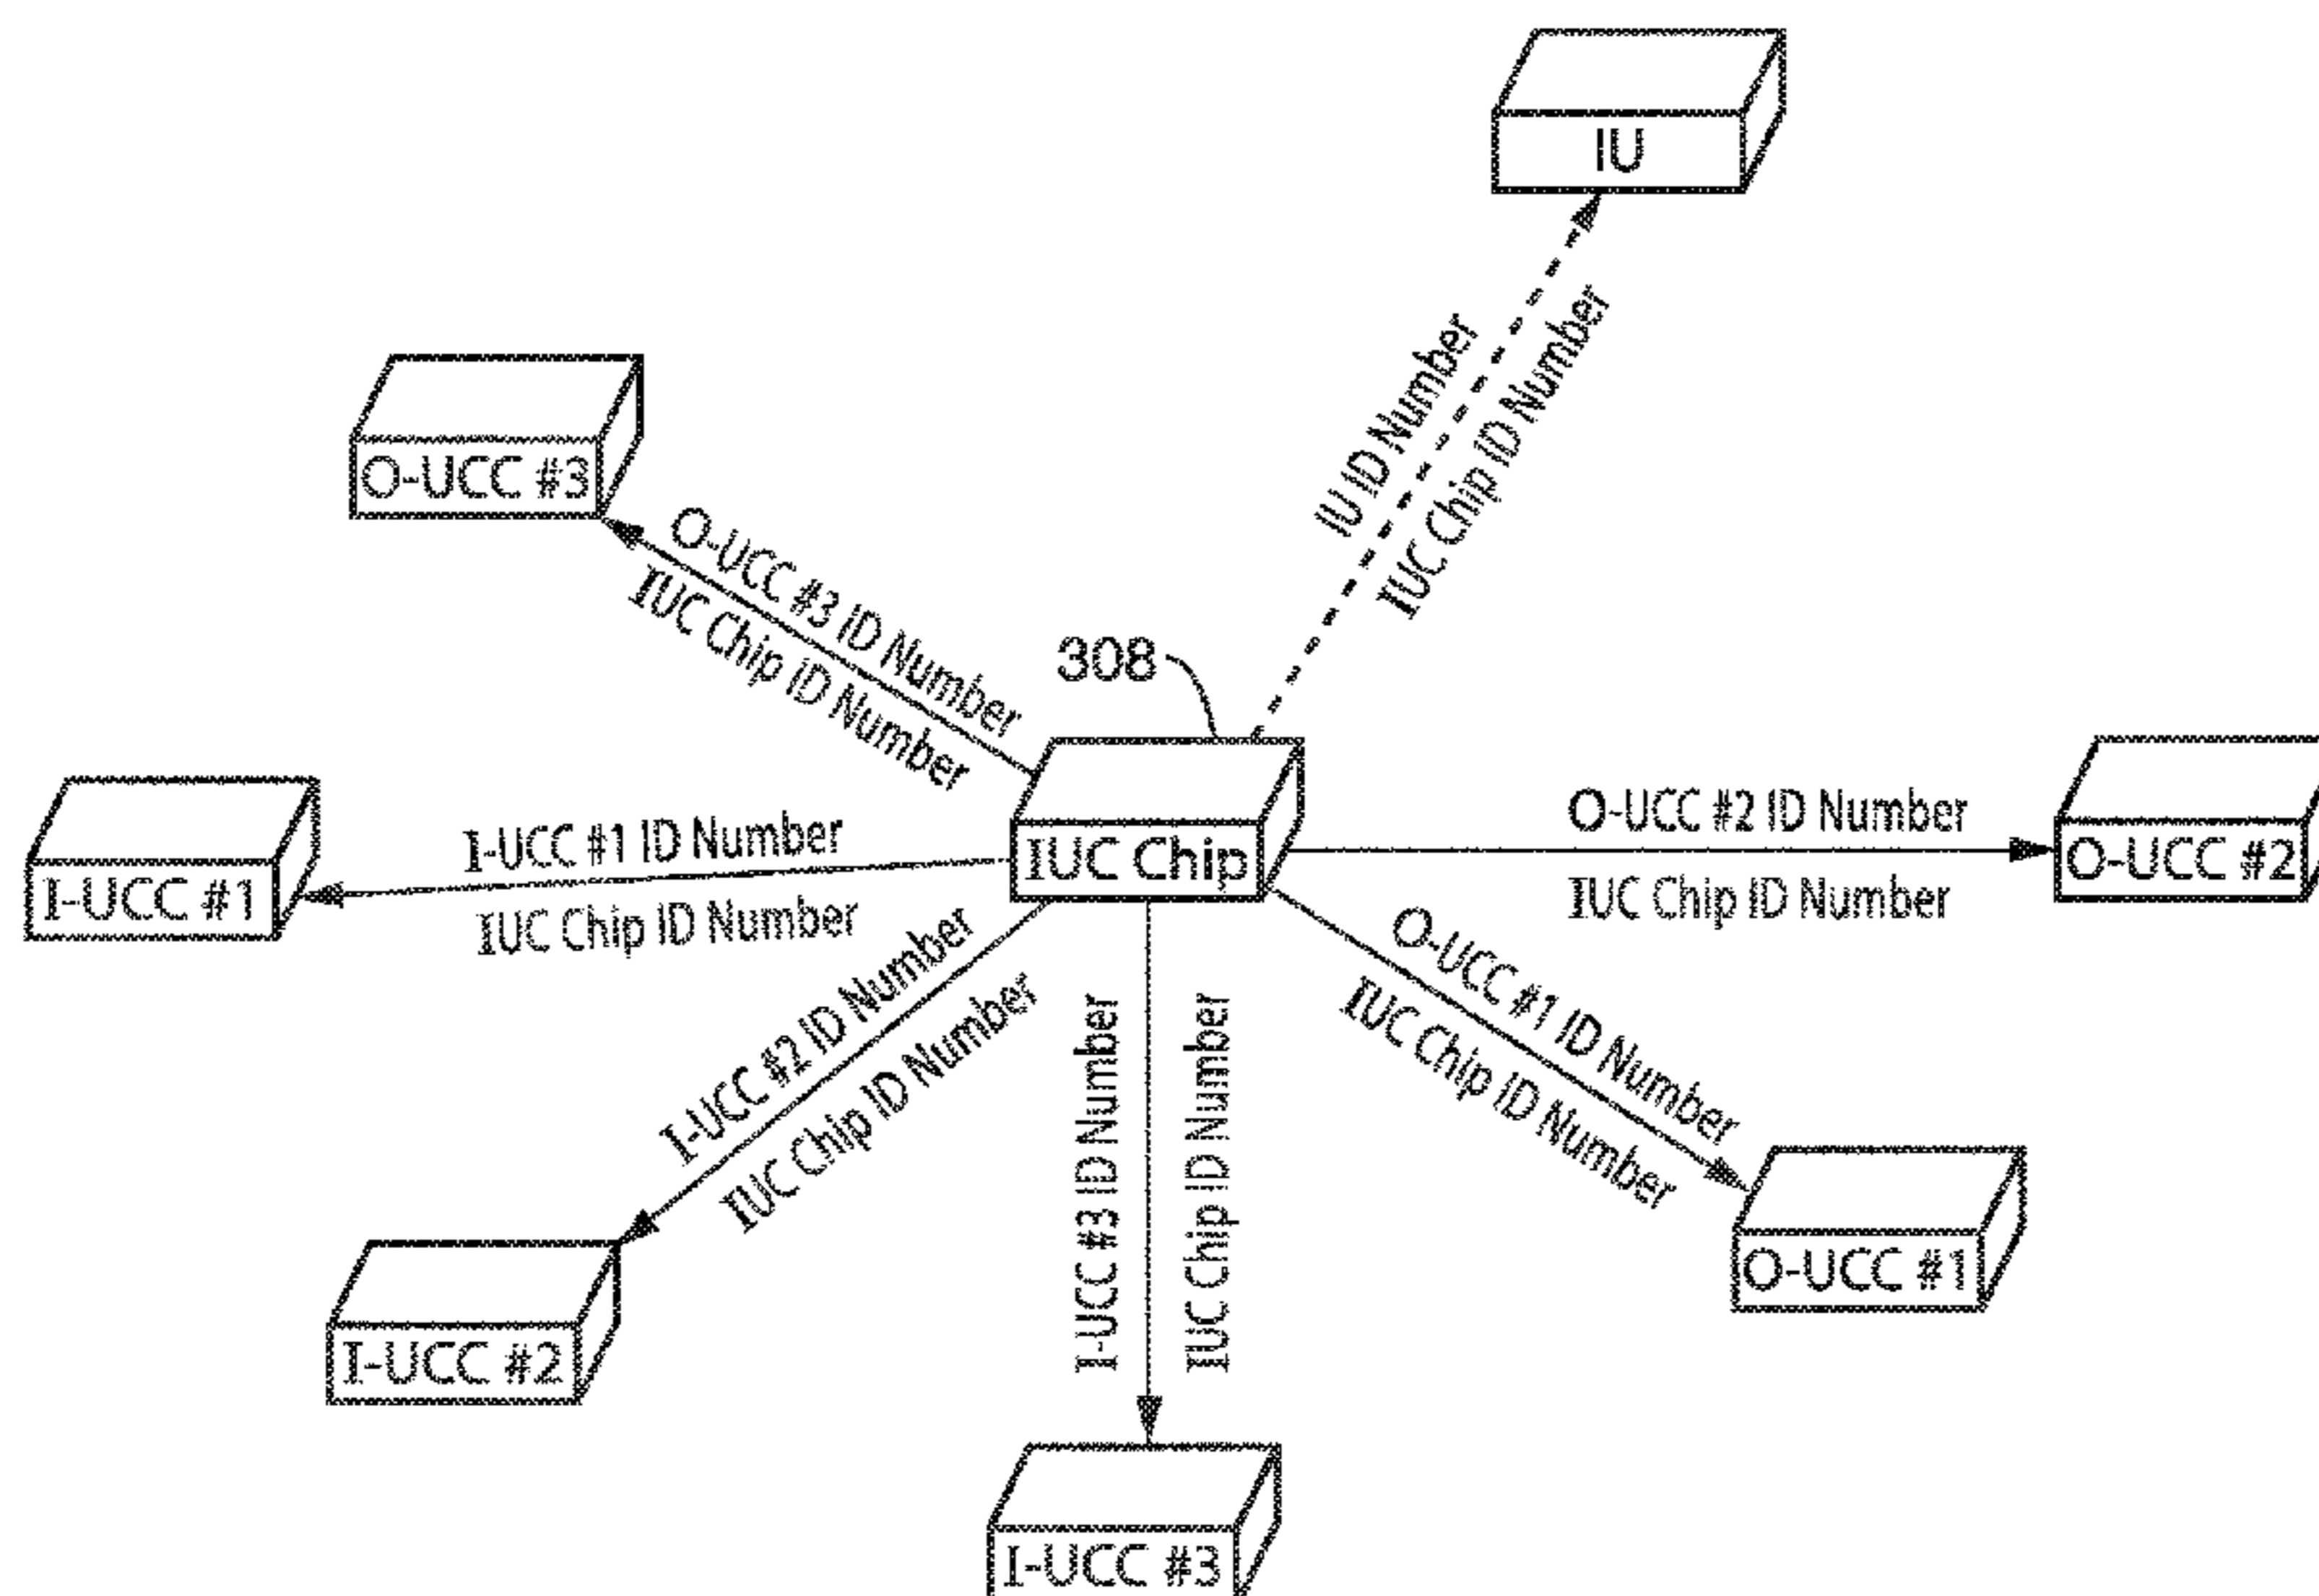 IU
IU ID Number
IUC Chip ID Number
O-UCC #3
O-UCC #3 ID Number
IUC Chip ID Number
308
IUC Chip
I-UCC #1 ID Number
IUC Chip ID Number
I-UCC #1
O-UCC #2 ID Number
IUC Chip ID Number
O-UCC #2
I-UCC #2 ID Number
IUC Chip ID Number
I-UCC #2
I-UCC #3 ID Number
IUC Chip ID Number
I-UCC #3
O-UCC #1 ID Number
IUC Chip ID Number
O-UCC #1